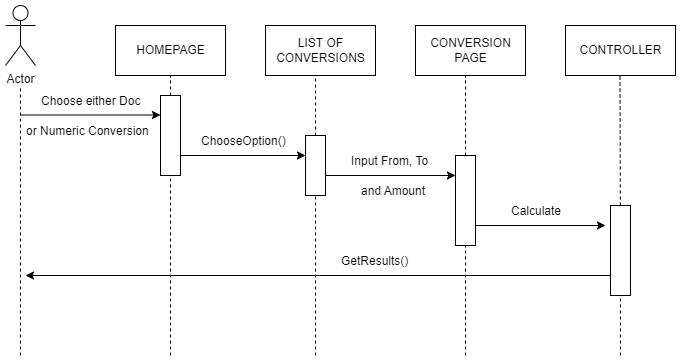 HOMEPAGE
LIST OF
CONVERSIONS
CONVERSION
PAGE
CONTROLLER
Actor
Choose either Doc
or Numeric Conversion
ChooseOption()
Input From, To
and Amount
Calculate
GetResults()